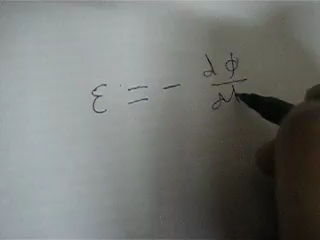 ε = - dφ/dt